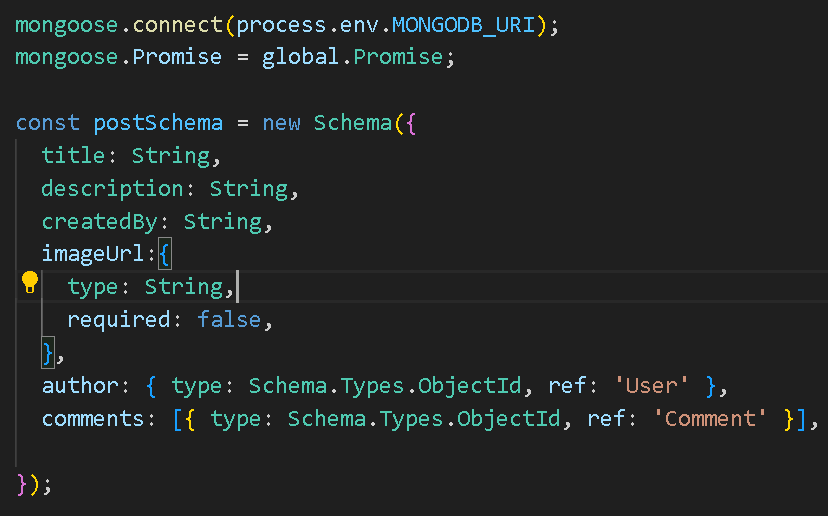 mongoose.connect(process.env.MONGODB_URI);
mongoose.Promise = global.Promise;
const postSchema = new Schema({
title: String,
description: String,
createdBy: String,
imageUrl:{
type: String,
required: false,
},
author: { type: Schema.Types.ObjectId, ref: 'User' },
comments: [{ type: Schema.Types.ObjectId, ref: 'Comment' }],
});